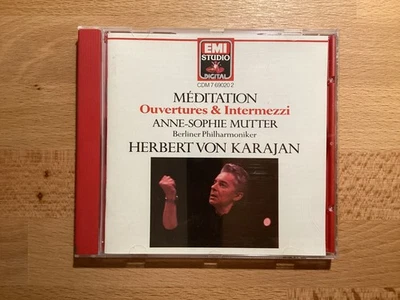 EMI
STUDIO
DIGITAL
CDM 7 69020 2
MÉDITATION
Ouvertures & Intermezzi
ANNE-SOPHIE MUTTER
Berliner Philharmoniker
HERBERT VON KARAJAN